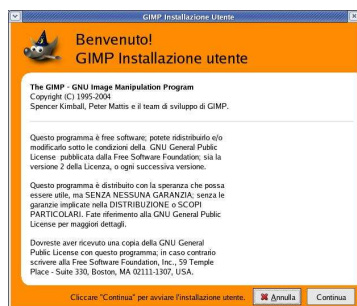 GIMP Installazione Utente
Benvenuto!
GIMP Installazione utente
The GIMP - GNU Image Manipulation Program
Copyright (C) 1995-2004
Spencer Kimball, Peter Mattis e il team di sviluppo di GIMP.
Questo programma è free software; potete ridistribuirlo e/o
modificarlo sotto le condizioni della GNU General Public
License pubblicata dalla Free Software Foundation; sia la
versione 2 della Licenza, o ogni successiva versione.
Questo programma è distribuito con la speranza che possa
essere utile, ma SENZA NESSUNA GARANZIA; senza le
garanzie implicate nella DISTRIBUZIONE o SCOPI
PARTICOLARI. Fate riferimento alla GNU General Public
License per maggiori dettagli.
Dovreste aver ricevuto una copia della GNU General
Public License con questo programma; in caso contrario
scrivere alla Free Software Foundation, Inc., 59 Temple
Place - Suite 330, Boston, MA 02111-1307, USA.
Cliccare "Continua" per avviare l'installazione utente.
Annulla
Continua